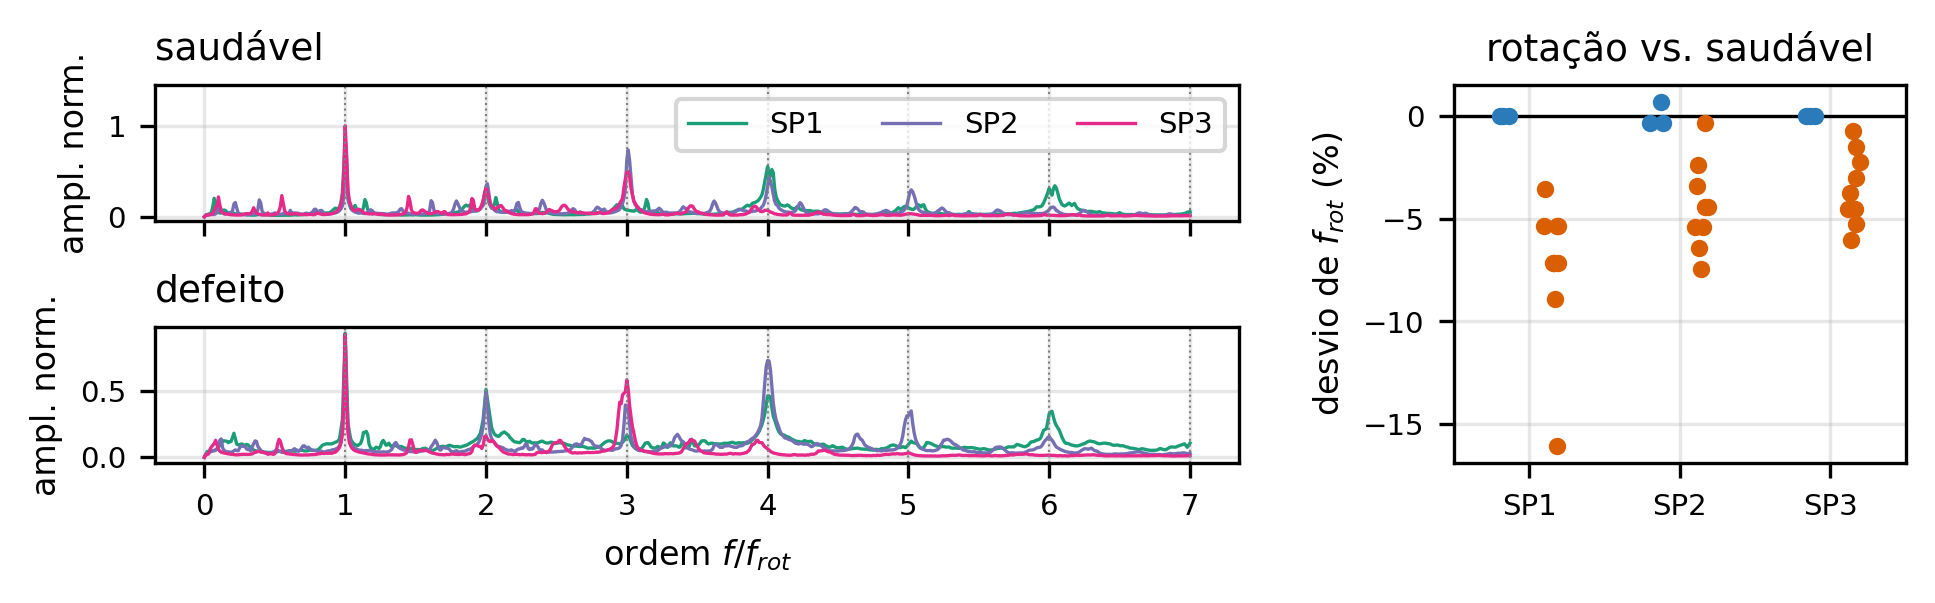 saudável
ampl. norm.
1
0
SP1
SP2
SP3
defeito
ampl. norm.
0.5
0.0
0
1
2
3
4
5
6
7
ordem f/f_rot
rotação vs. saudável
desvio de f_rot (%)
0
−5
−10
−15
SP1
SP2
SP3